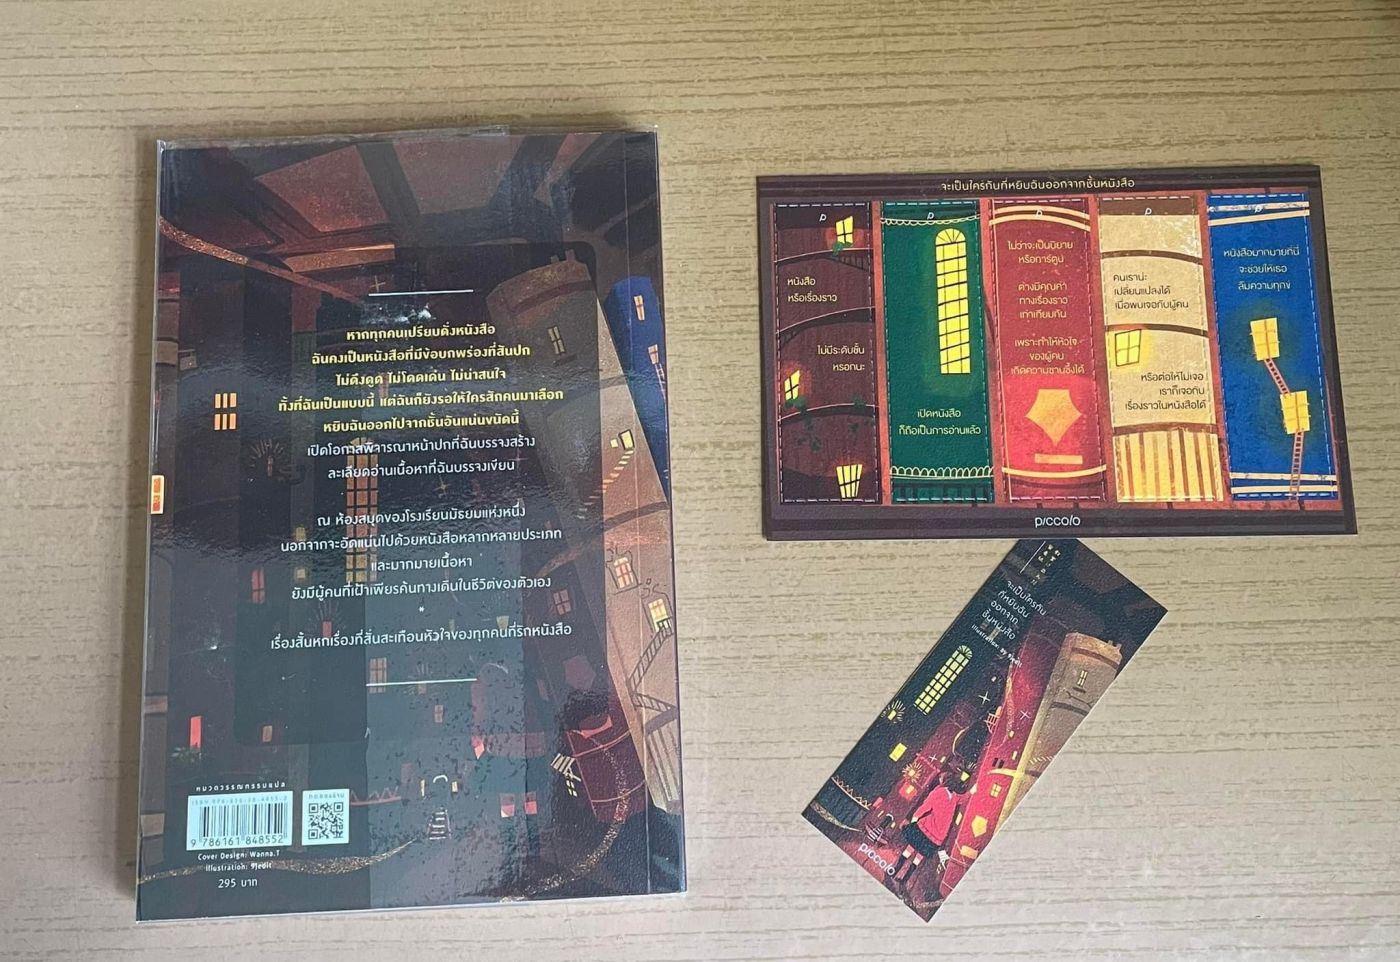 หากทุกคนเปรียบดั่งหนังสือ
ฉันคงเป็นหนังสือที่มีข้อบกพร่องที่สันปก
ไม่ดึงดูด ไม่โดดเด่น ไม่น่าสนใจ
ทั้งที่ฉันเป็นแบบนี้ แต่ฉันก็ยังรอให้ใครสักคนมาเลือก
หยิบฉันออกไปจากชั้นอันแน่นขนัดนี้
เปิดโอกาสพิจารณาหน้าปกที่ฉันบรรจงสร้าง
ละเลียดอ่านเนื้อหาที่ฉันบรรจงเขียน
ณ ห้องสมุดของโรงเรียนมัธยมแห่งหนึ่ง
นอกจากจะอัดแน่นไปด้วยหนังสือหลากหลายประเภท
และมากมายเนื้อหา
ยังมีผู้คนที่เฝ้าเพียรค้นทางเดินในชีวิตของตัวเอง
*
เรื่องสั้นหกเรื่องที่สั่นสะเทือนหัวใจของทุกคนที่รักหนังสือ
หมวดวรรณกรรมแปล
9 786161 848552
Cover Design: Wanna.T
illustration: 9jedit
295 บาท
จะเป็นใครกันที่หยิบฉันออกจากชั้นหนังสือ
หนังสือ
หรือเรื่องราว
ไม่มีระดับชั้น
หรอกนะ
เปิดหนังสือ
ก็ถือเป็นการอ่านแล้ว
ไม่ว่าจะเป็นนิยาย
หรือการ์ตูน
ต่างมีคุณค่า
ทางเรื่องราว
เท่าเทียมกัน
เพราะทำให้หัวใจ
ของผู้คน
เกิดความซาบซึ้งได้
คนเราน่ะ
เปลี่ยนแปลงได้
เมื่อพบเจอกับผู้คน
หรือต่อให้ไม่เจอ
เราก็เจอกับ
เรื่องราวในหนังสือได้
หนังสือมากมายที่นี่
จะช่วยให้เธอ
ลืมความทุกข์
piccolo
จะเป็นใครกัน
ที่หยิบฉัน
ออกจาก
ชั้นหนังสือ
illustration: By 9jedit
piccolo